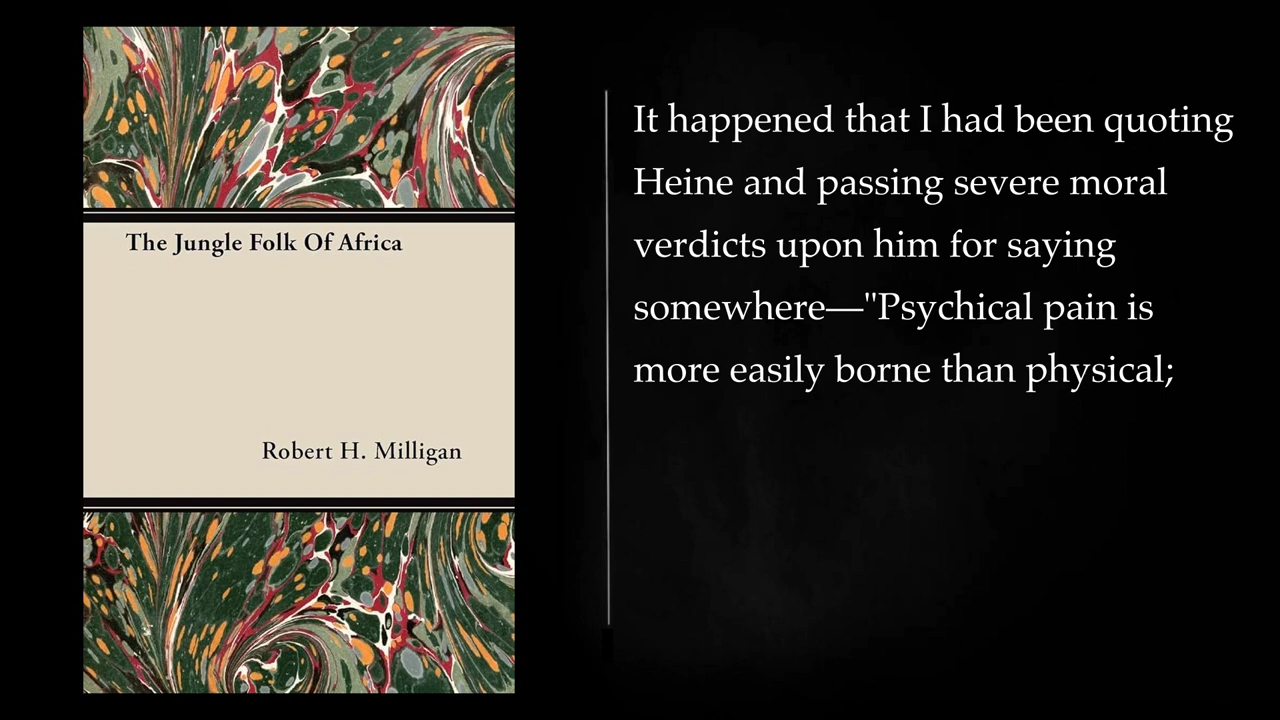 The Jungle Folk Of Africa
Robert H. Milligan
It happened that I had been quoting
Heine and passing severe moral
verdicts upon him for saying
somewhere—"Psychical pain is
more easily borne than physical;